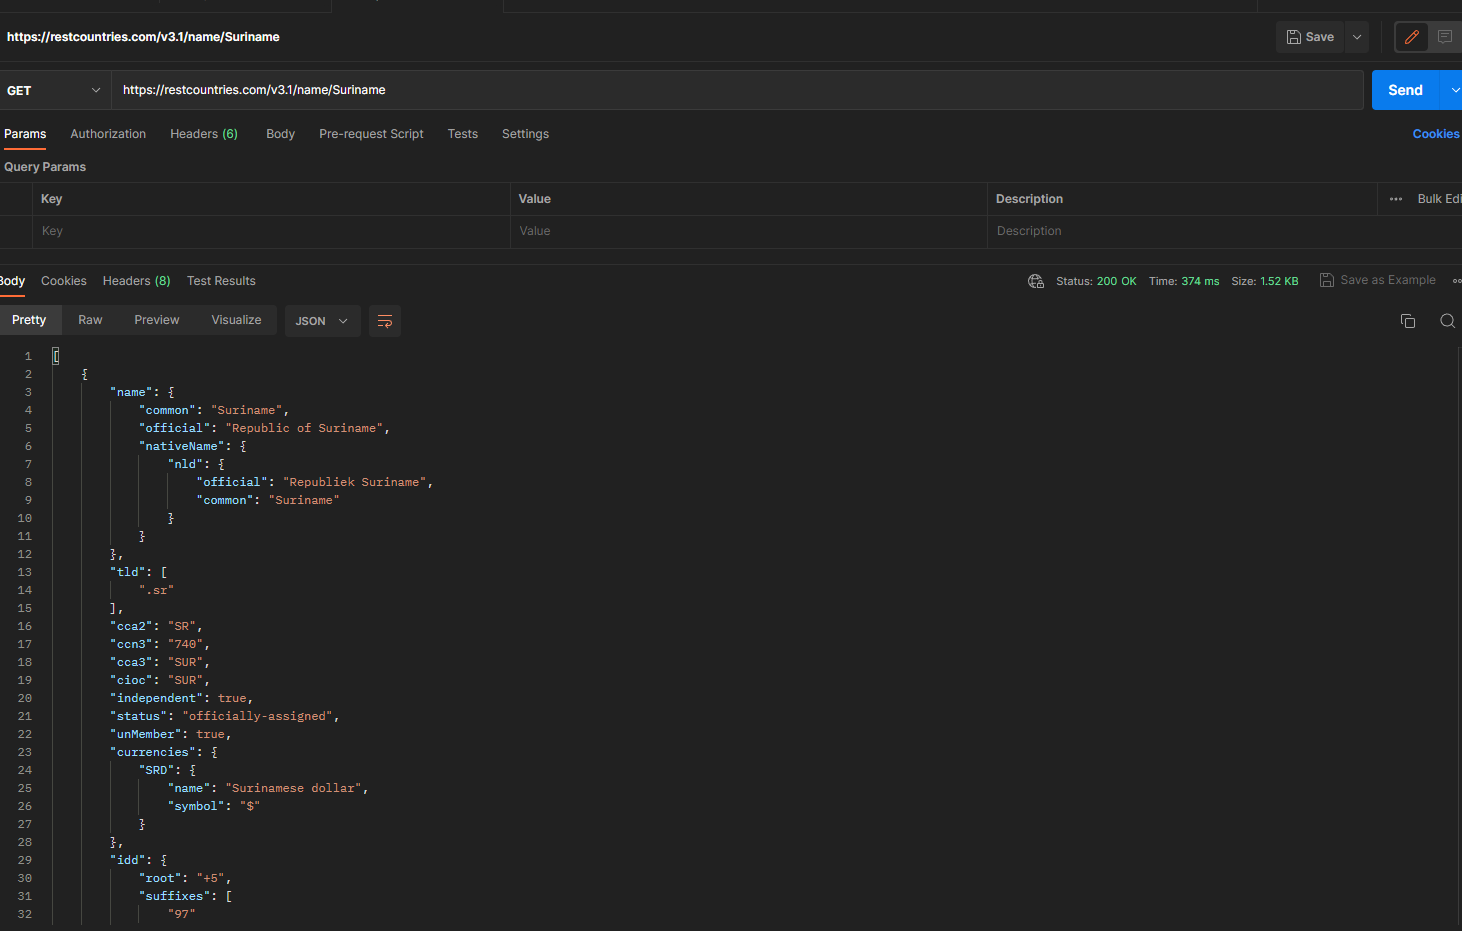 https://restcountries.com/v3.1/name/Suriname
Save
GET
https://restcountries.com/v3.1/name/Suriname
Send
Params Authorization Headers (6) Body Pre-request Script Tests Settings Cookies
Query Params
Key Value Description ••• Bulk Edi
Key Value Description
Body Cookies Headers (8) Test Results Status: 200 OK Time: 374 ms Size: 1.52 KB Save as Example
Pretty Raw Preview Visualize JSON
1 [
2 {
3 "name": {
4 "common": "Suriname",
5 "official": "Republic of Suriname",
6 "nativeName": {
7 "nld": {
8 "official": "Republiek Suriname",
9 "common": "Suriname"
10 }
11 }
12 },
13 "tld": [
14 ".sr"
15 ],
16 "cca2": "SR",
17 "ccn3": "740",
18 "cca3": "SUR",
19 "cioc": "SUR",
20 "independent": true,
21 "status": "officially-assigned",
22 "unMember": true,
23 "currencies": {
24 "SRD": {
25 "name": "Surinamese dollar",
26 "symbol": "$"
27 }
28 },
29 "idd": {
30 "root": "+5",
31 "suffixes": [
32 "97"